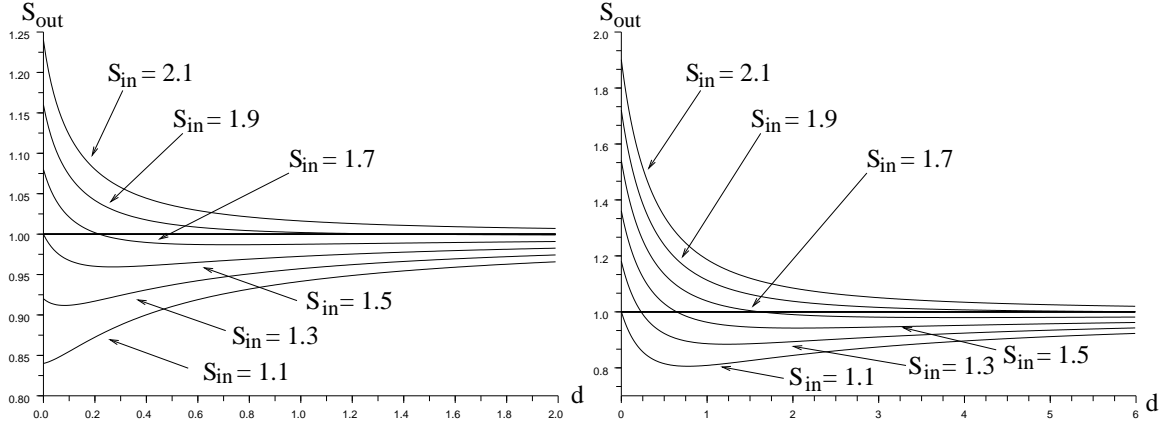 S_out
1.25
1.20
1.15
1.10
1.05
1.00
0.95
0.90
0.85
0.80
0.0 0.2 0.4 0.6 0.8 1.0 1.2 1.4 1.6 1.8 2.0
d
S_in = 2.1
S_in = 1.9
S_in = 1.7
S_in = 1.5
S_in = 1.3
S_in = 1.1
S_out
2.0
1.8
1.6
1.4
1.2
1.0
0.8
0 1 2 3 4 5 6
d
S_in = 2.1
S_in = 1.9
S_in = 1.7
S_in = 1.5
S_in = 1.3
S_in = 1.1